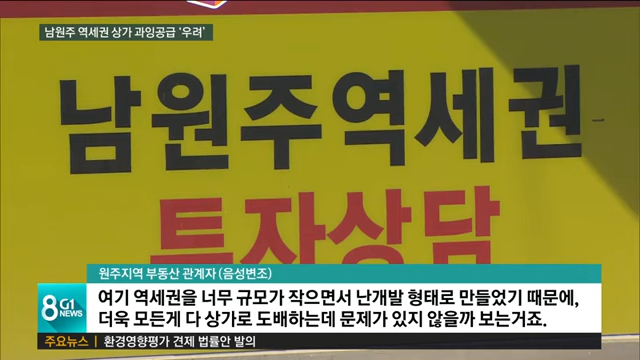 남원주 역세권 상가 과잉공급 '우려'
남원주역세권
투자상담
원주지역 부동산 관계자 (음성변조)
여기 역세권을 너무 규모가 작으면서 난개발 형태로 만들었기 때문에,
더욱 모든게 다 상가로 도배하는데 문제가 있지 않을까 보는거죠.
8 G1 NEWS
주요뉴스 환경영향평가 견제 법률안 발의